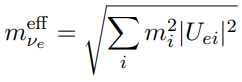 $m_{\nu_e}^{\text{eff}} = \sqrt{\sum_i m_i^2 |U_{ei}|^2}$